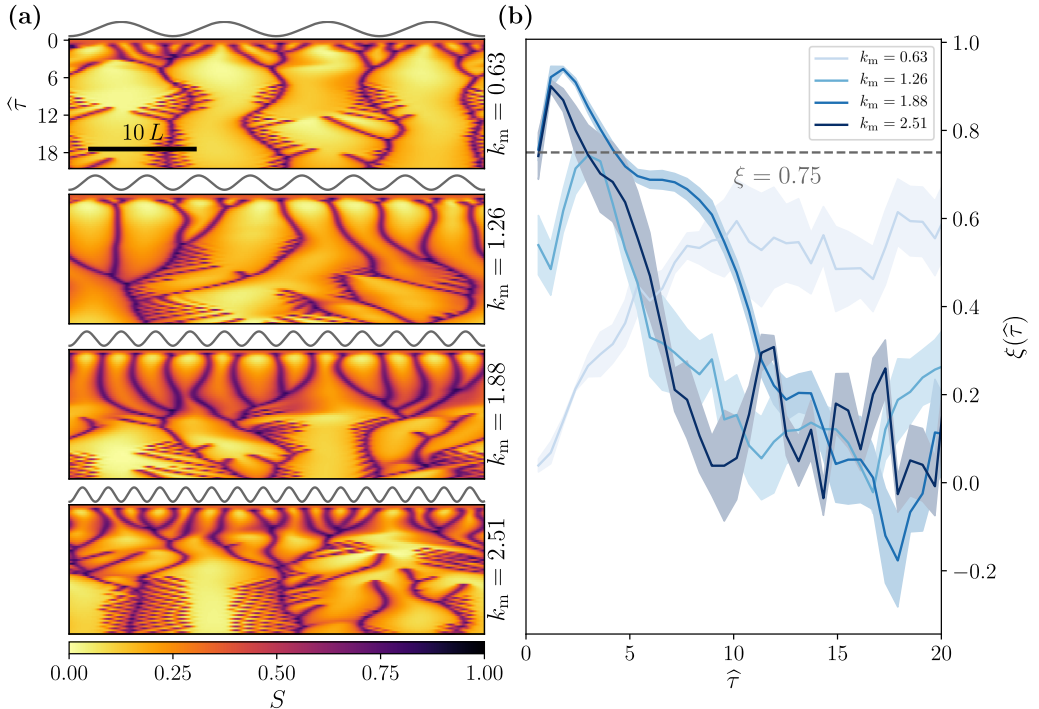 (a)
0
6
12
18
τ̂
10 L
k_m = 0.63
k_m = 1.26
k_m = 1.88
k_m = 2.51
0.00 0.25 0.50 0.75 1.00
S
(b)
k_m = 0.63
k_m = 1.26
k_m = 1.88
k_m = 2.51
ξ = 0.75
1.0
0.8
0.6
0.4
0.2
0.0
−0.2
ξ(τ̂)
0 5 10 15 20
τ̂